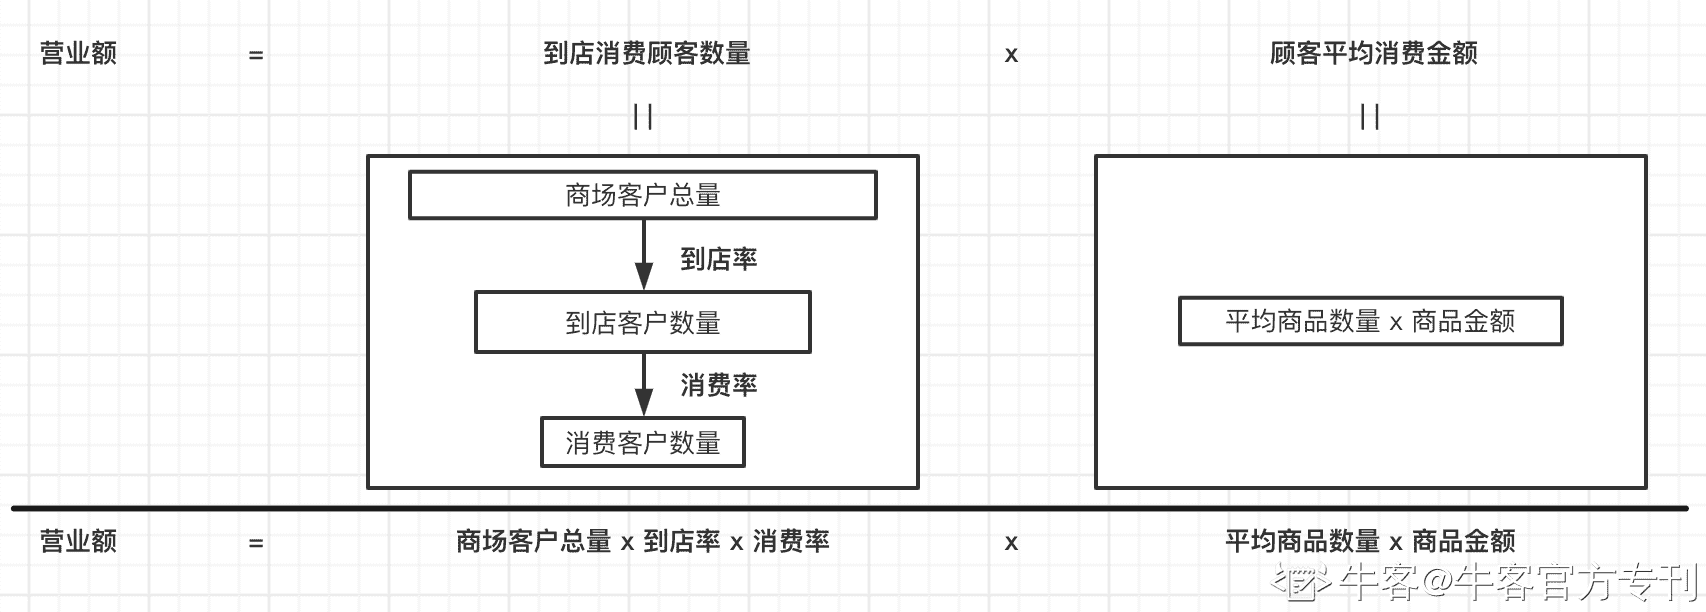 营业额 = 到店消费顾客数量 x 顾客平均消费金额
||
||
商场客户总量
到店率
到店客户数量
消费率
消费客户数量
平均商品数量 x 商品金额
营业额 = 商场客户总量 x 到店率 x 消费率 x 平均商品数量 x 商品金额
牛客@牛客官方专刊